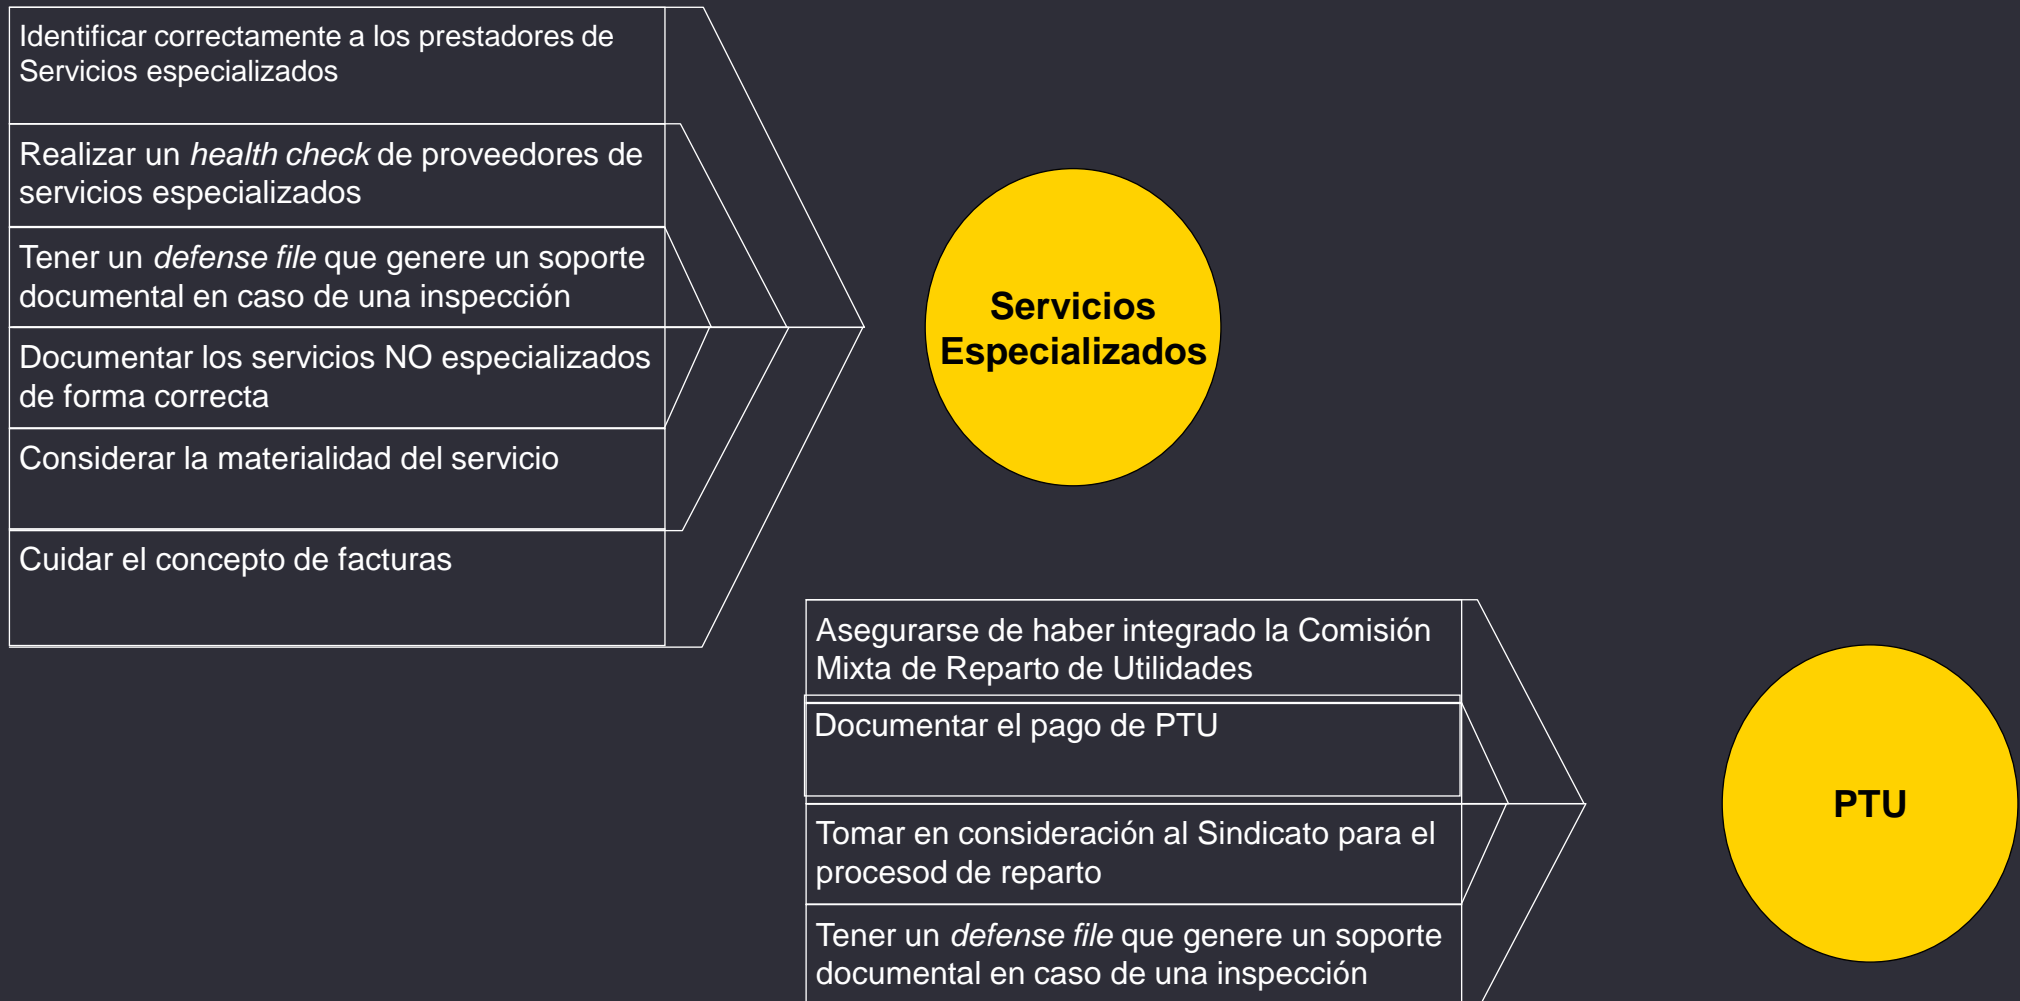 Identificar correctamente a los prestadores de
Servicios especializados
Realizar un health check de proveedores de
servicios especializados
Tener un defense file que genere un soporte
documental en caso de una inspección
Documentar los servicios NO especializados
de forma correcta
Considerar la materialidad del servicio
Cuidar el concepto de facturas
Servicios
Especializados
Asegurarse de haber integrado la Comisión
Mixta de Reparto de Utilidades
Documentar el pago de PTU
Tomar en consideración al Sindicato para el
procesod de reparto
Tener un defense file que genere un soporte
documental en caso de una inspección
PTU